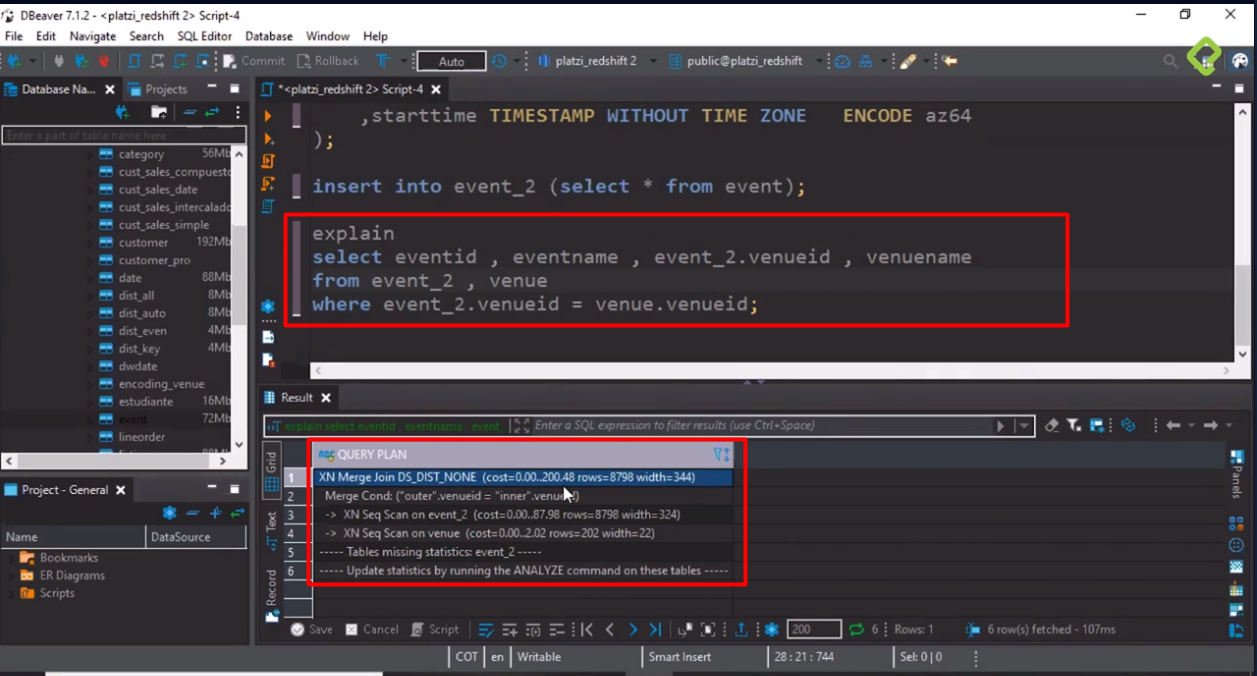 DBeaver 7.1.2 - <platzi_redshift 2> Script-4
File Edit Navigate Search SQL Editor Database Window Help
Commit Rollback Auto platzi_redshift 2 public@platzi_redshift
Database Na... Projects
*<platzi_redshift 2> Script-4
Enter a part of table name here
category 56Mb
cust_sales_compuesto
cust_sales_date
cust_sales_intercalado
cust_sales_simple
customer 192Mb
customer_pro
date 88Mb
dist_all 8Mb
dist_auto 8Mb
dist_even 4Mb
dist_key 4Mb
dwdate
encoding_venue
estudiante 16Mb
event 72Mb
lineorder
,starttime TIMESTAMP WITHOUT TIME ZONE ENCODE az64
);
insert into event_2 (select * from event);
explain
select eventid , eventname , event_2.venueid , venuename
from event_2 , venue
where event_2.venueid = venue.venueid;
Project - General
Name DataSource
Bookmarks
ER Diagrams
Scripts
Result
explain select eventid , eventname , event Enter a SQL expression to filter results (use Ctrl+Space)
Grid
Text
Record
Panels
QUERY PLAN
1 XN Merge Join DS_DIST_NONE (cost=0.00..200.48 rows=8798 width=344)
2 Merge Cond: ("outer".venueid = "inner".venueid)
3 -> XN Seq Scan on event_2 (cost=0.00..87.98 rows=8798 width=324)
4 -> XN Seq Scan on venue (cost=0.00..2.02 rows=202 width=22)
5 ----- Tables missing statistics: event_2 -----
6 ----- Update statistics by running the ANALYZE command on these tables -----
Save Cancel Script 200 6 Rows: 1 6 row(s) fetched - 107ms
COT en Writable Smart Insert 28 : 21 : 744 Sel: 0 | 0